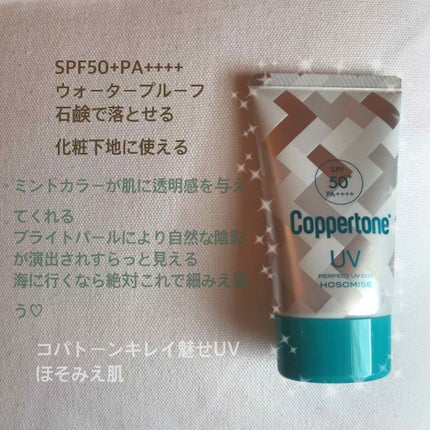 SPF50+PA++++
ウォータープルーフ
石鹸で落とせる
化粧下地に使える
ミントカラーが肌に透明感を与え
てくれる
ブライトパールにより自然な陰影
が演出されすらっと見える
海に行くなら絶対これで細みえ狙
う♡
コパトーンキレイ魅せUV
ほそみえ肌
SPF
50+
PA++++
Coppertone
UV
PERFECT UV CUT
HOSOMISE